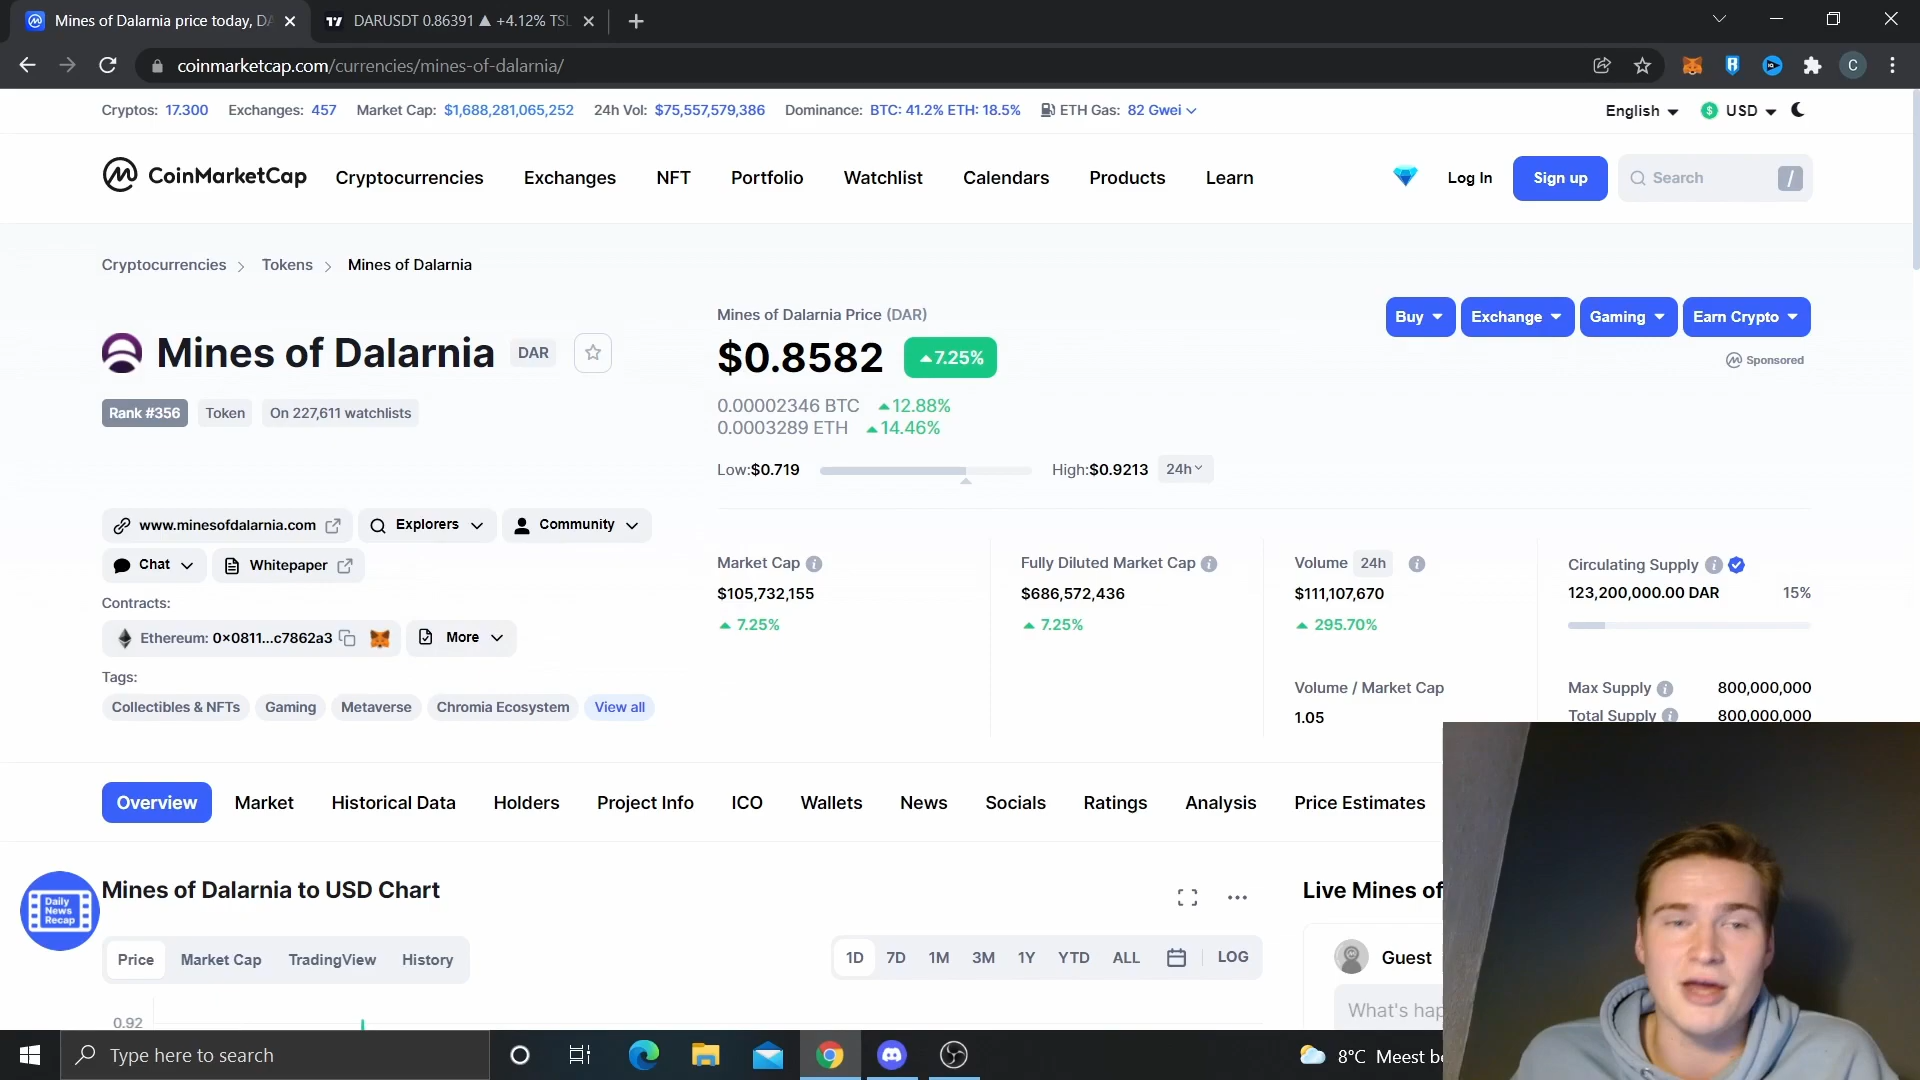 Mines of Dalarnia price today, DA
DARUSDT 0.86391 ▲ +4.12% TSL
coinmarketcap.com/currencies/mines-of-dalarnia/
Cryptos: 17.300 Exchanges: 457 Market Cap: $1,688,281,065,252 24h Vol: $75,557,579,386 Dominance: BTC: 41.2% ETH: 18.5% ETH Gas: 82 Gwei
English USD
CoinMarketCap Cryptocurrencies Exchanges NFT Portfolio Watchlist Calendars Products Learn Log In Sign up Search /
Cryptocurrencies > Tokens > Mines of Dalarnia
Mines of Dalarnia DAR
Rank #356 Token On 227,611 watchlists
www.minesofdalarnia.com Explorers Community
Chat Whitepaper
Contracts:
Ethereum: 0x0811...c7862a3 More
Tags:
Collectibles & NFTs Gaming Metaverse Chromia Ecosystem View all
Mines of Dalarnia Price (DAR)
$0.8582 ▲7.25%
0.00002346 BTC ▲12.88%
0.0003289 ETH ▲14.46%
Low:$0.719 High:$0.9213 24h
Buy Exchange Gaming Earn Crypto
Sponsored
Market Cap
$105,732,155
▲ 7.25%
Fully Diluted Market Cap
$686,572,436
▲ 7.25%
Volume 24h
$111,107,670
▲ 295.70%
Volume / Market Cap
1.05
Circulating Supply
123,200,000.00 DAR 15%
Max Supply 800,000,000
Total Supply 800,000,000
Overview Market Historical Data Holders Project Info ICO Wallets News Socials Ratings Analysis Price Estimates
Daily
News
Recap
Mines of Dalarnia to USD Chart
Price Market Cap TradingView History
1D 7D 1M 3M 1Y YTD ALL LOG
0.92
Live Mines of
Guest
What's hap
Type here to search
8°C Meest be
C